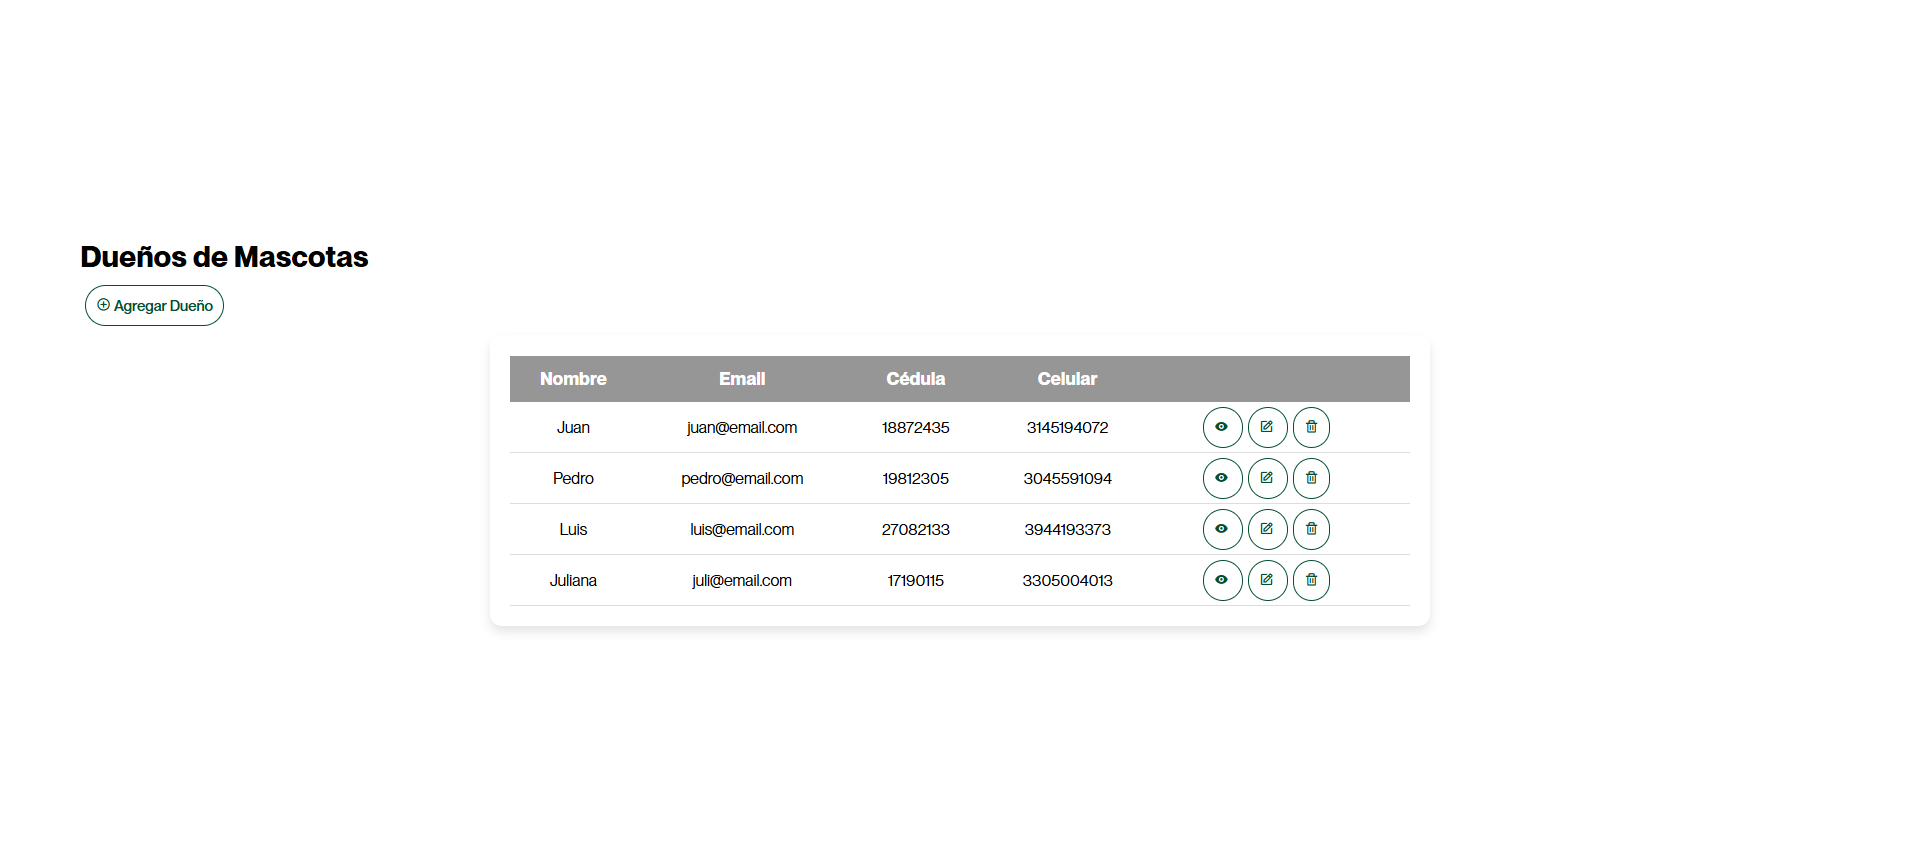 Dueños de Mascotas
Agregar Dueño
Nombre Email Cédula Celular
Juan juan@email.com 18872435 3145194072
Pedro pedro@email.com 19812305 3045591094
Luis luis@email.com 27082133 3944193373
Juliana juli@email.com 17190115 3305004013